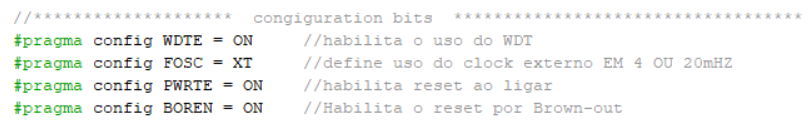 //********************  congiguration bits  *********************************
#pragma config WDTE = ON     //habilita o uso do WDT
#pragma config FOSC = XT     //define uso do clock externo EM 4 OU 20mHZ
#pragma config PWRTE = ON    //habilita reset ao ligar
#pragma config BOREN = ON    //Habilita o reset por Brown-out